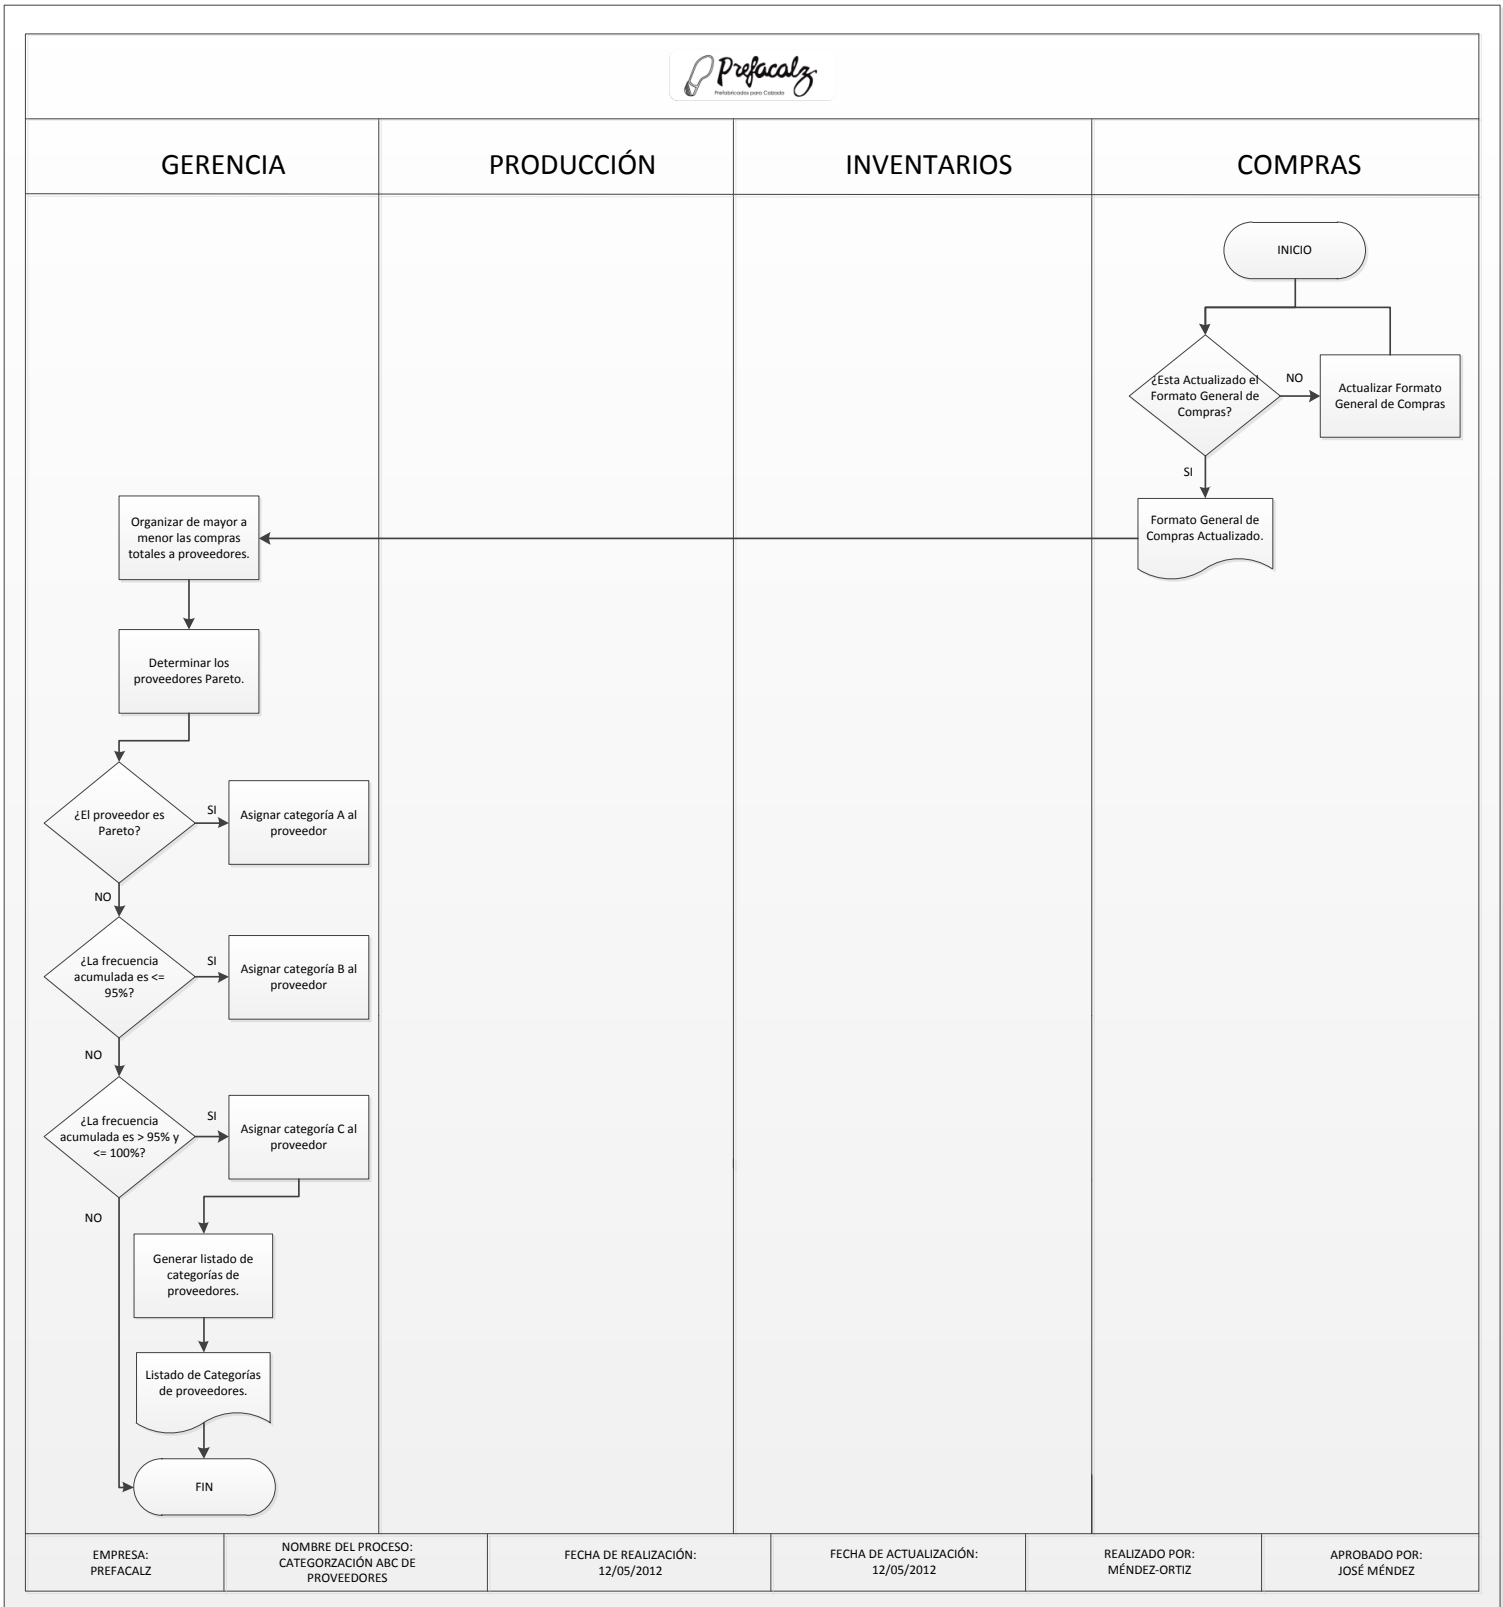 Prefacalz
Prefabricados para Calzado
GERENCIA
PRODUCCIÓN
INVENTARIOS
COMPRAS
INICIO
¿Esta Actualizado el
Formato General de
Compras?
NO
Actualizar Formato
General de Compras
SI
Formato General de
Compras Actualizado.
Organizar de mayor a
menor las compras
totales a proveedores.
Determinar los
proveedores Pareto.
¿El proveedor es
Pareto?
SI
Asignar categoría A al
proveedor
NO
¿La frecuencia
acumulada es <=
95%?
SI
Asignar categoría B al
proveedor
NO
¿La frecuencia
acumulada es > 95% y
<= 100%?
SI
Asignar categoría C al
proveedor
NO
Generar listado de
categorías de
proveedores.
Listado de Categorías
de proveedores.
FIN
EMPRESA:
PREFACALZ
NOMBRE DEL PROCESO:
CATEGORZACIÓN ABC DE
PROVEEDORES
FECHA DE REALIZACIÓN:
12/05/2012
FECHA DE ACTUALIZACIÓN:
12/05/2012
REALIZADO POR:
MÉNDEZ-ORTIZ
APROBADO POR:
JOSÉ MÉNDEZ